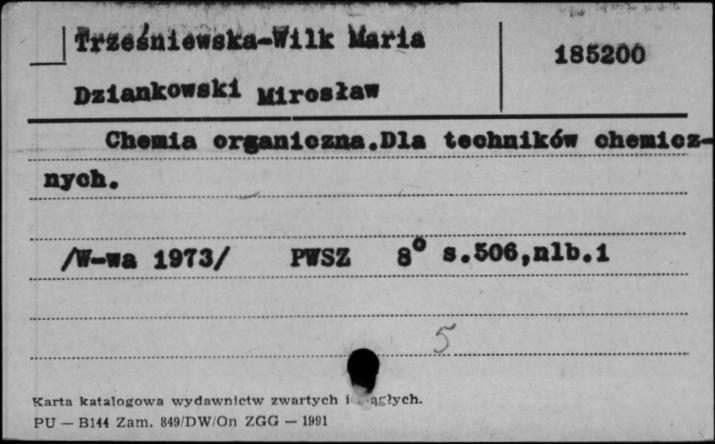 Trześniewska-Wilk Maria
185200
Dziankowski Mirosław
Chemia organiczna.Dla techników chemicz-
nych.
/W-wa 1973/ PWSZ 8° s.506,nlb.1
5
Karta katalogowa wydawnictw zwartych i ągłych.
PU — B144 Zam. 849/DW/On ZGG — 1991